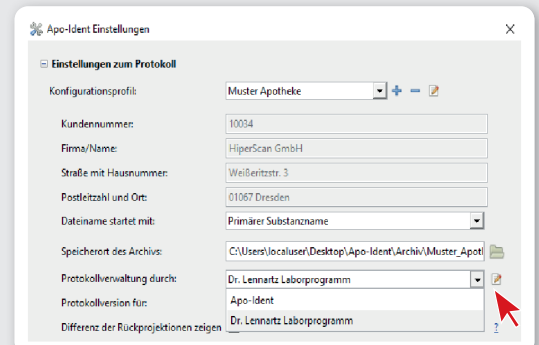 Apo-Ident Einstellungen
Einstellungen zum Protokoll
Konfigurationsprofil: Muster Apotheke
Kundennummer: 10034
Firma/Name: HiperScan GmbH
Straße mit Hausnummer: Weißeritzstr. 3
Postleitzahl und Ort: 01067 Dresden
Dateiname startet mit: Primärer Substanzname
Speicherort des Archivs: C:\Users\localuser\Desktop\Apo-Ident\Archiv\Muster_Apotl
Protokollverwaltung durch: Dr. Lennartz Laborprogramm
Protokollversion für: Apo-Ident
Differenz der Rückprojektionen zeigen Dr. Lennartz Laborprogramm ?